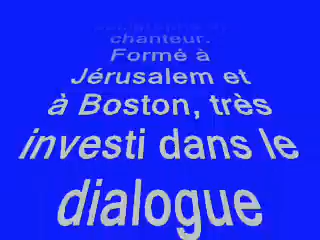 chanteur.
Formé à
Jérusalem et
à Boston, très
investi dans le
dialogue